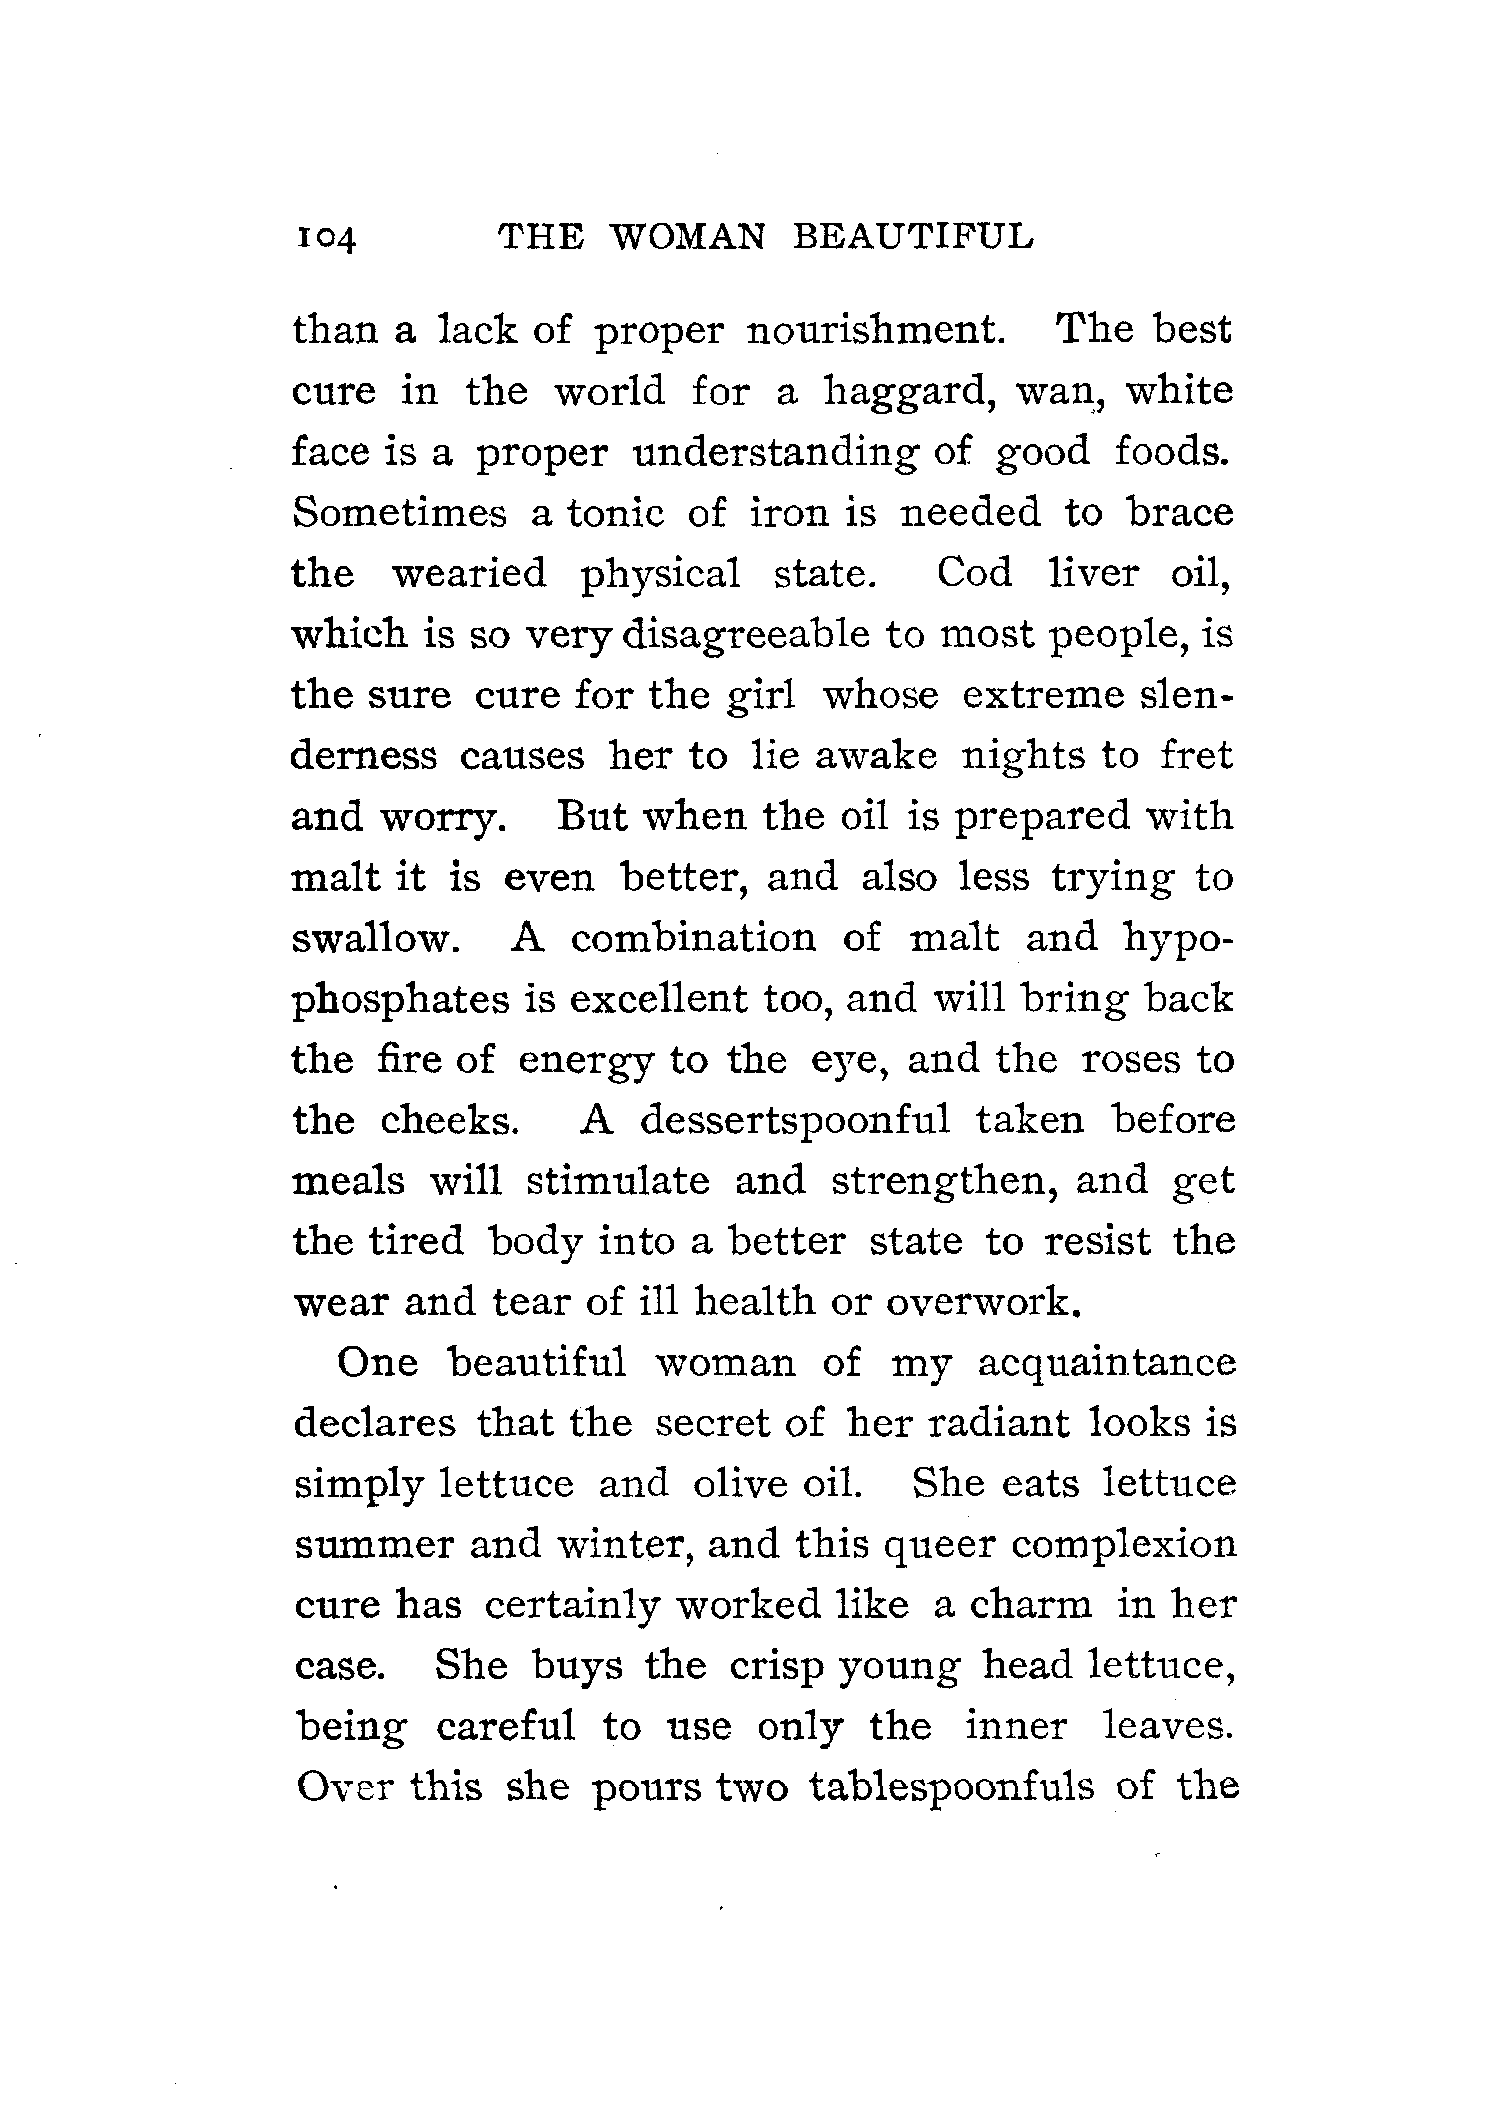 104 THE WOMAN BEAUTIFUL
than a lack of proper nourishment. The best
cure in the world for a haggard, wan, white
face is a proper understanding of good foods.
Sometimes a tonic of iron is needed to brace
the wearied physical state. Cod liver oil,
which is so very disagreeable to most people, is
the sure cure for the girl whose extreme slen-
derness causes her to lie awake nights to fret
and worry. But when the oil is prepared with
malt it is even better, and also less trying to
swallow. A combination of malt and hypo-
phosphates is excellent too, and will bring back
the fire of energy to the eye, and the roses to
the cheeks. A dessertspoonful taken before
meals will stimulate and strengthen, and get
the tired body into a better state to resist the
wear and tear of ill health or overwork.
One beautiful woman of my acquaintance
declares that the secret of her radiant looks is
simply lettuce and olive oil. She eats lettuce
summer and winter, and this queer complexion
cure has certainly worked like a charm in her
case. She buys the crisp young head lettuce,
being careful to use only the inner leaves.
Over this she pours two tablespoonfuls of the